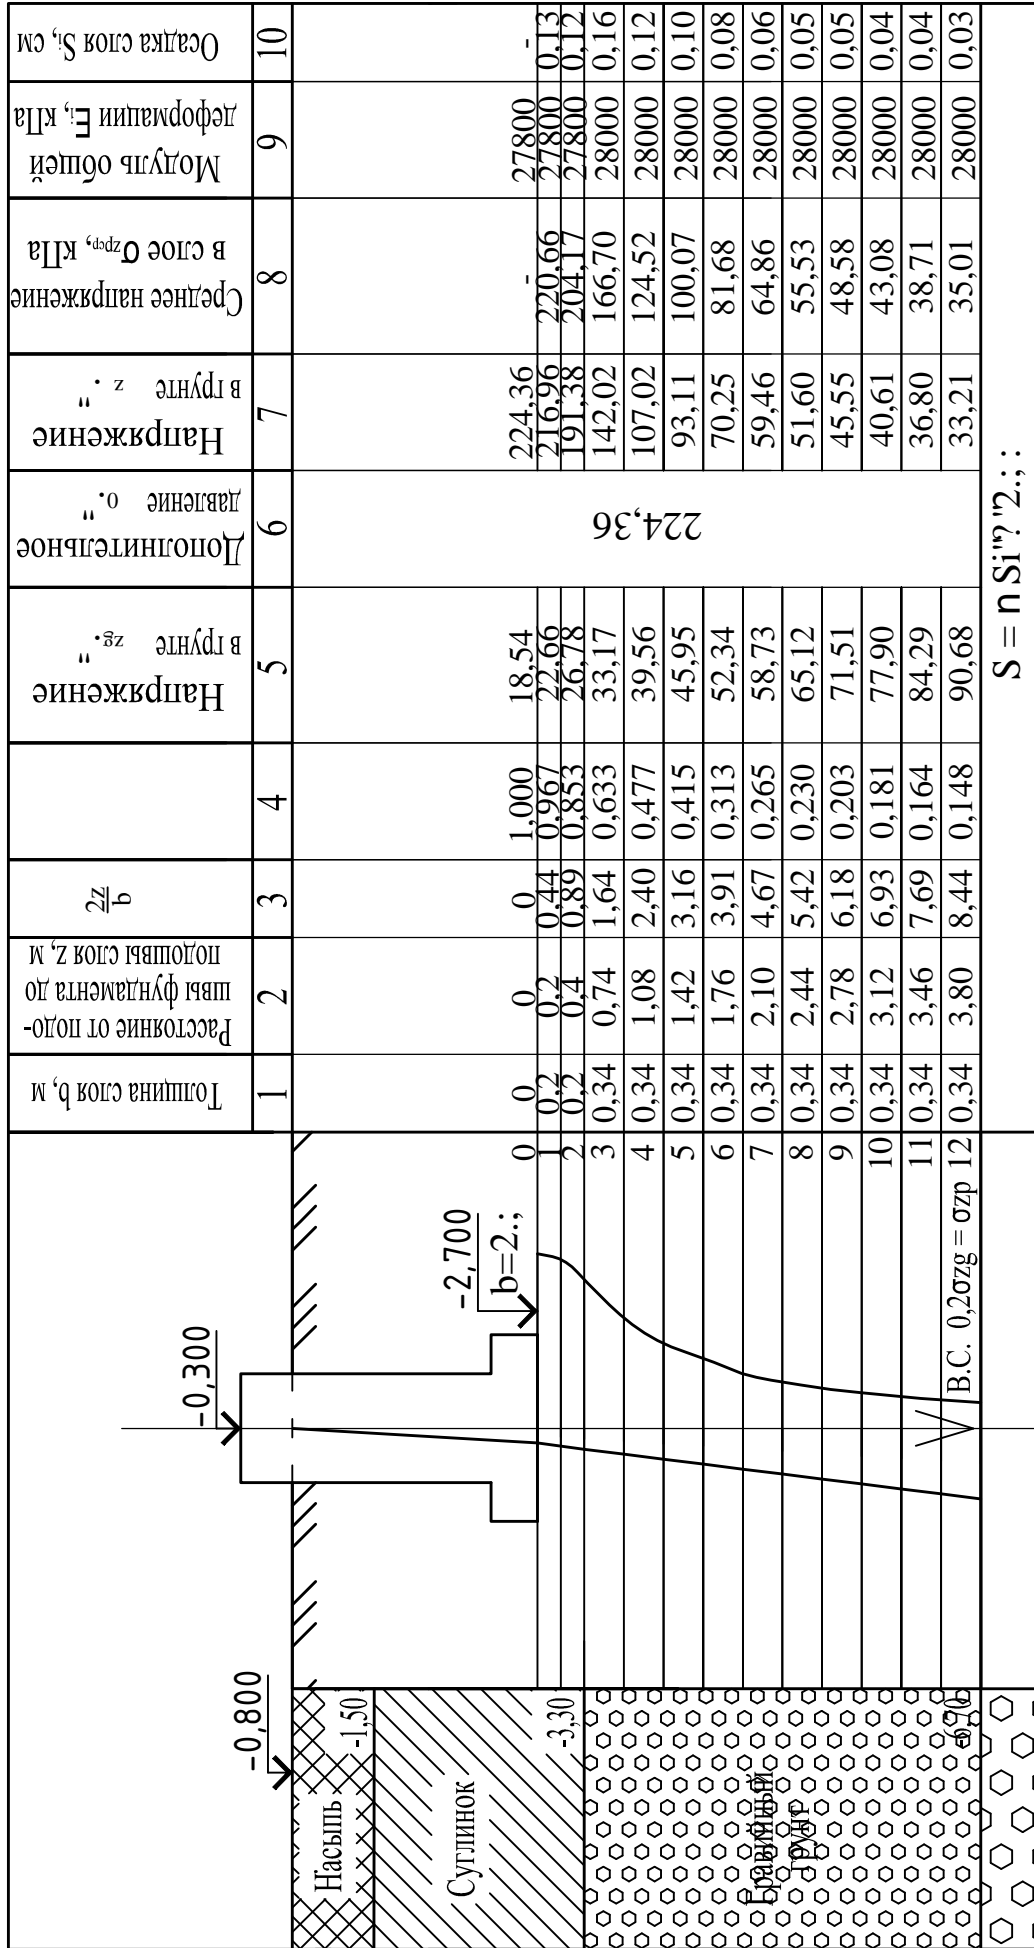 Толщина слоя b, м
Расстояние от подо-
швы фундамента до
подошвы слоя z, м
2z
b
Напряжение
в грунте zg. "
Дополнительное
давление о. "
Напряжение
в грунте z . "
Среднее напряжение
в слое σzpcp, кПа
Модуль общей
деформации Ei, кПа
Осадка слоя Si, см
1 2 3 4 5 6 7 8 9 10
0 0 0 0 1,000 18,54 224,36 - 27800 -
1 0,2 0,2 0,44 0,967 22,66 216,96 220,66 27800 0,13
2 0,2 0,4 0,89 0,853 26,78 191,38 204,17 27800 0,12
3 0,34 0,74 1,64 0,633 33,17 142,02 166,70 28000 0,16
4 0,34 1,08 2,40 0,477 39,56 107,02 124,52 28000 0,12
5 0,34 1,42 3,16 0,415 45,95 93,11 100,07 28000 0,10
6 0,34 1,76 3,91 0,313 52,34 70,25 81,68 28000 0,08
7 0,34 2,10 4,67 0,265 58,73 59,46 64,86 28000 0,06
8 0,34 2,44 5,42 0,230 65,12 51,60 55,53 28000 0,05
9 0,34 2,78 6,18 0,203 71,51 45,55 48,58 28000 0,05
10 0,34 3,12 6,93 0,181 77,90 40,61 43,08 28000 0,04
11 0,34 3,46 7,69 0,164 84,29 36,80 38,71 28000 0,04
12 0,34 3,80 8,44 0,148 90,68 33,21 35,01 28000 0,03
224,36
-0,800
-0,300
-2,700
b=2.;
Насыпь
-1,50
Суглинок
-3,30
Гравийный
грунт
-6,70
В.С. 0,2σzg = σzp
S = n Si"?"2.; :